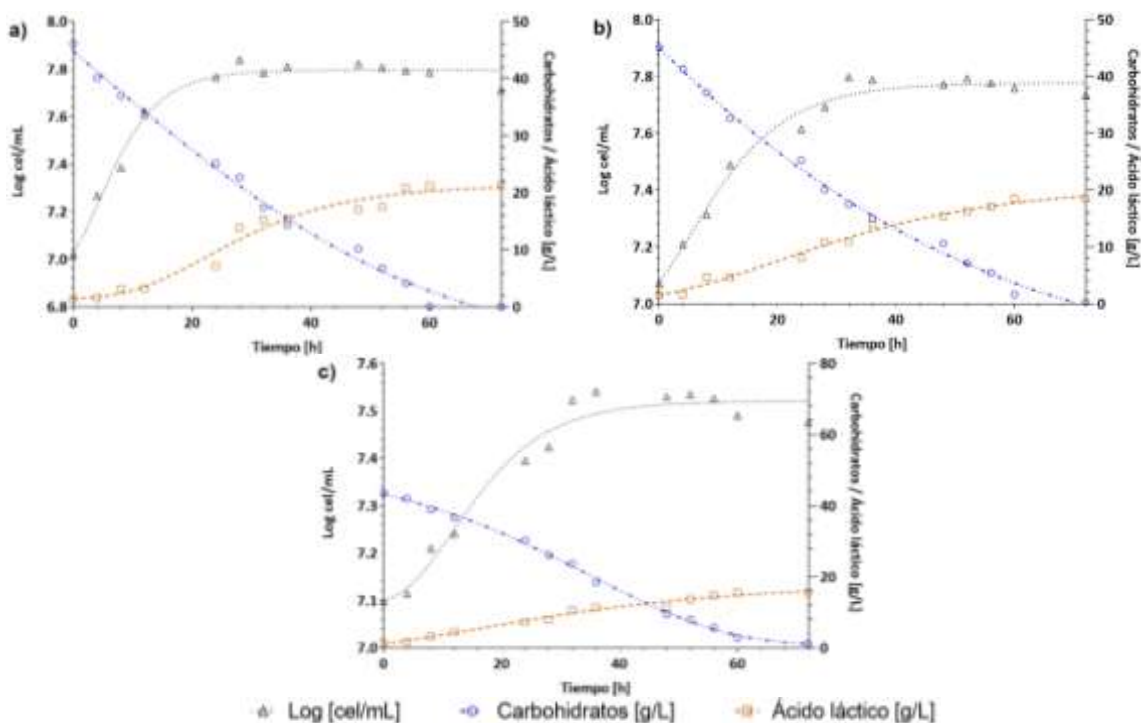 a)
8.0
7.8
7.6
7.4
7.2
7.0
6.8
Log cel/mL
50
40
30
20
10
0
Carbohidratos / Ácido láctico [g/L]
0 20 40 60
Tiempo [h]
b)
8.0
7.8
7.6
7.4
7.2
7.0
Log cel/mL
50
40
30
20
10
0
Carbohidratos / Ácido láctico [g/L]
0 20 40 60
Tiempo [h]
c)
7.6
7.5
7.4
7.3
7.2
7.1
7.0
Log cel/mL
80
60
40
20
0
Carbohidratos / Ácido láctico [g/L]
0 20 40 60
Tiempo [h]
Log [cel/mL] Carbohidratos [g/L] Ácido láctico [g/L]